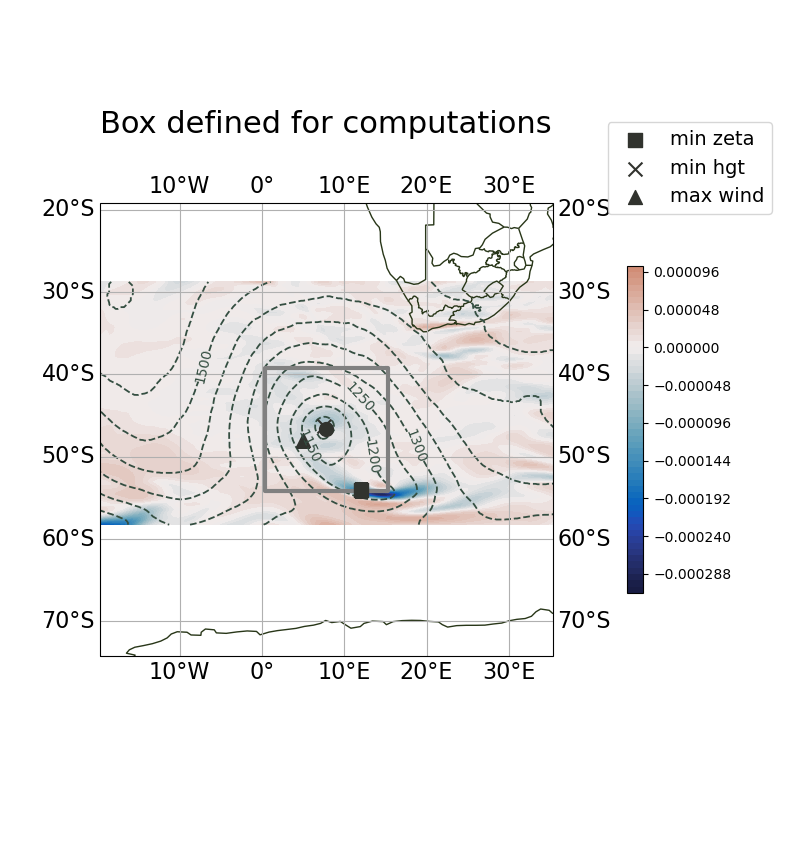 Box defined for computations
min zeta
min hgt
max wind
10°W 0° 10°E 20°E 30°E
20°S 20°S
30°S 30°S
40°S 40°S
50°S 50°S
60°S 60°S
70°S 70°S
10°W 0° 10°E 20°E 30°E
1500
1250
1300
1200
0.000096
0.000048
0.000000
−0.000048
−0.000096
−0.000144
−0.000192
−0.000240
−0.000288